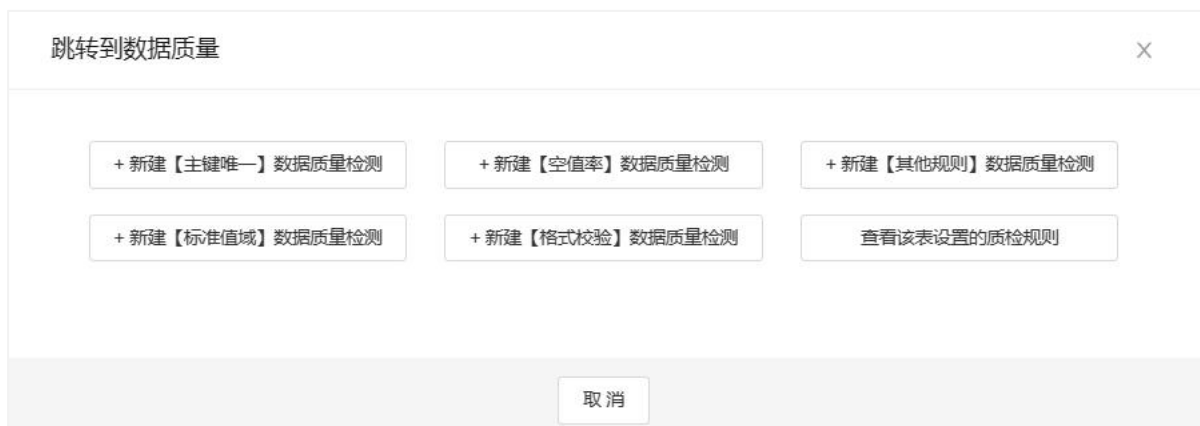 跳转到数据质量
+ 新建【主键唯一】数据质量检测
+ 新建【空值率】数据质量检测
+ 新建【其他规则】数据质量检测
+ 新建【标准值域】数据质量检测
+ 新建【格式校验】数据质量检测
查看该表设置的质检规则
取 消